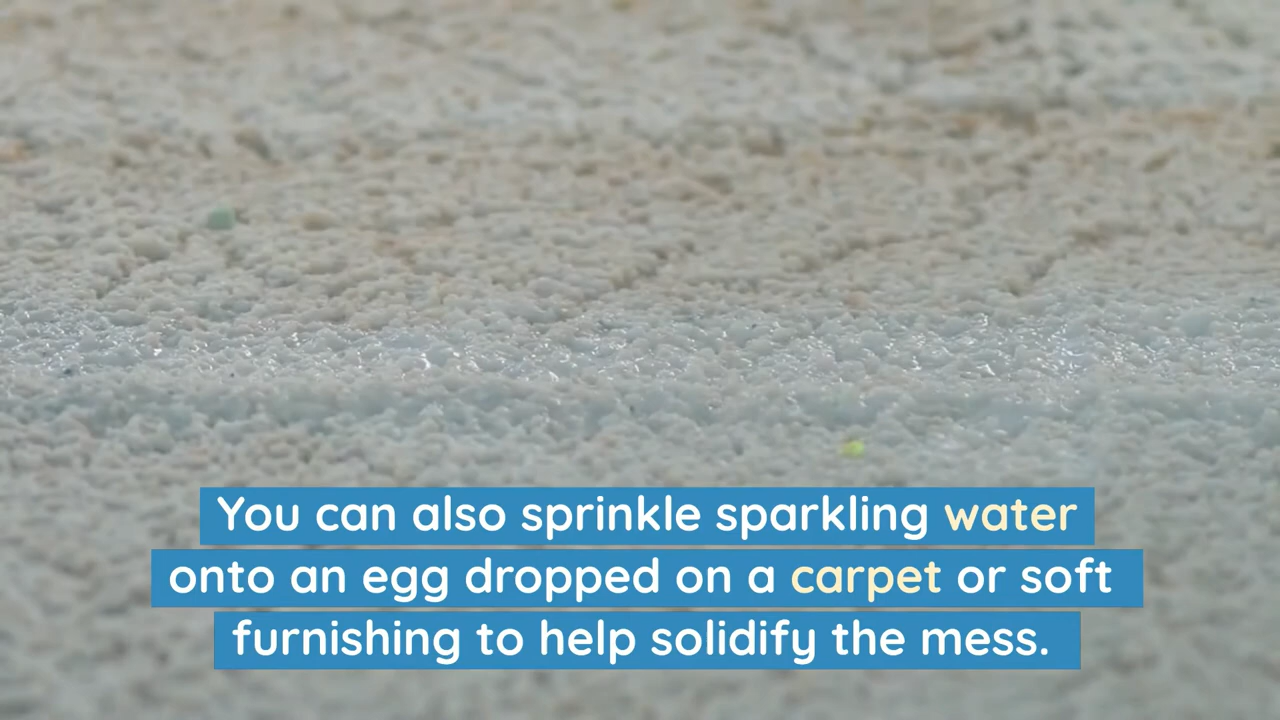 You can also sprinkle sparkling water
onto an egg dropped on a carpet or soft
furnishing to help solidify the mess.